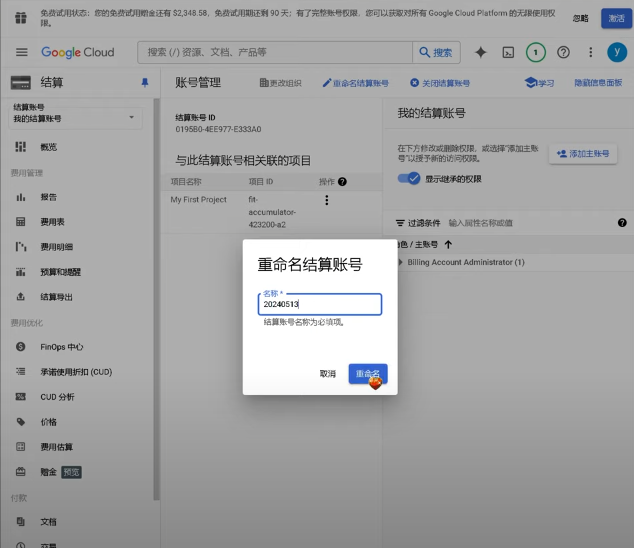 免费试用状态：您的免费试用赠金还有 $2,348.58，免费试用期还剩 90 天；有了完整账号权限，您可以获取对所有 Google Cloud Platform 的无限使用权
限。
忽略
激活
Google Cloud
搜索 (/) 资源、文档、产品等
搜索
1
y
结算
账号管理
更改组织
重命名结算账号
关闭结算账号
学习
隐藏信息面板
结算账号
我的结算账号
概览
费用管理
报告
费用表
费用明细
预算和提醒
结算导出
费用优化
FinOps 中心
承诺使用折扣 (CUD)
CUD 分析
价格
费用估算
赠金 预览
付款
文档
交易
结算账号 ID
0195B0-4EE977-E333A0
与此结算账号相关联的项目
项目名称
项目 ID
操作
My First Project
fit-
accumulator-
423200-a2
我的结算账号
在下方修改或删除权限，或选择“添加主账
号”以授予新的访问权限。
添加主账号
显示继承的权限
过滤条件
输入属性名称或值
角色 / 主账号
Billing Account Administrator (1)
重命名结算账号
名称 *
20240513
结算账号名称为必填项。
取消
重命名